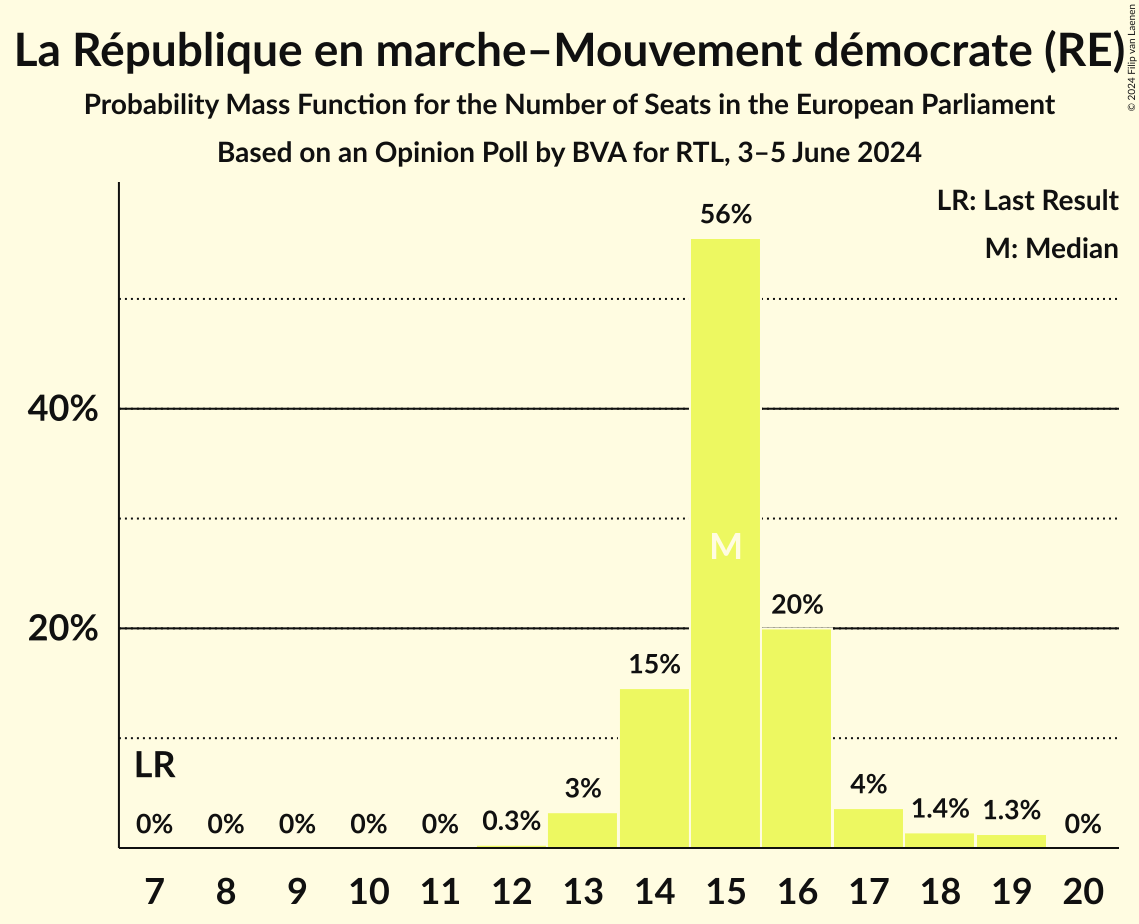 La République en marche–Mouvement démocrate (RE)
© 2024 Filip van Laenen
Probability Mass Function for the Number of Seats in the European Parliament
Based on an Opinion Poll by BVA for RTL, 3–5 June 2024
LR: Last Result
M: Median
56%
40%
M
20%
20%
15%
LR
0% 0% 0% 0% 0% 0.3% 3% 4% 1.4% 1.3% 0%
7 8 9 10 11 12 13 14 15 16 17 18 19 20